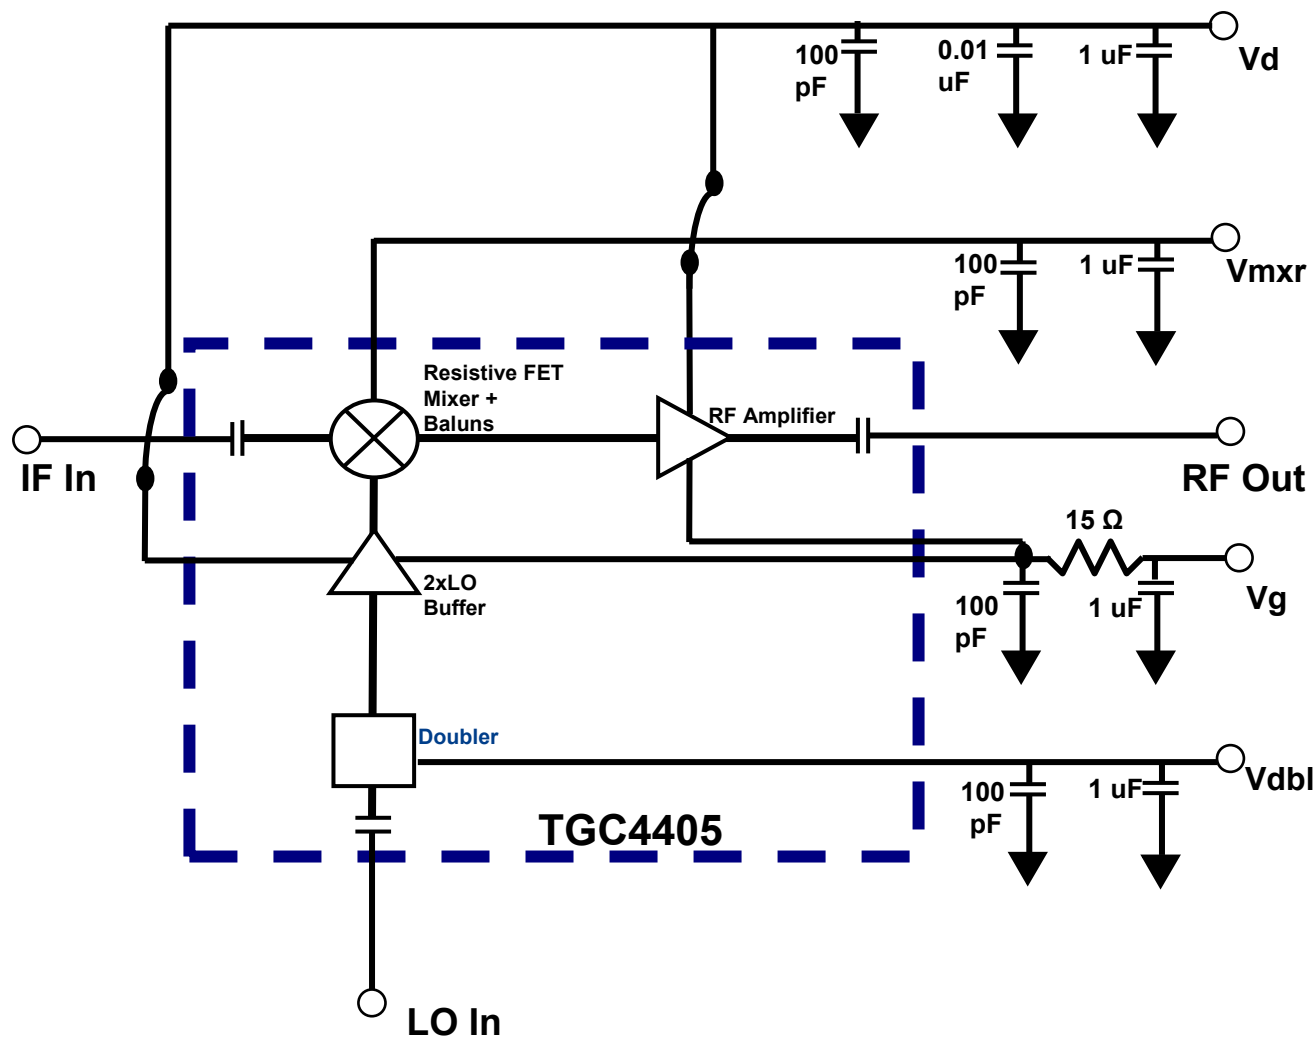 100
pF
0.01
uF
1 uF
Vd
100
pF
1 uF
Vmxr
Resistive FET
Mixer +
Baluns
RF Amplifier
IF In
RF Out
15 Ω
2xLO
Buffer
100
pF
1 uF
Vg
Doubler
100
pF
1 uF
Vdbl
TGC4405
LO In